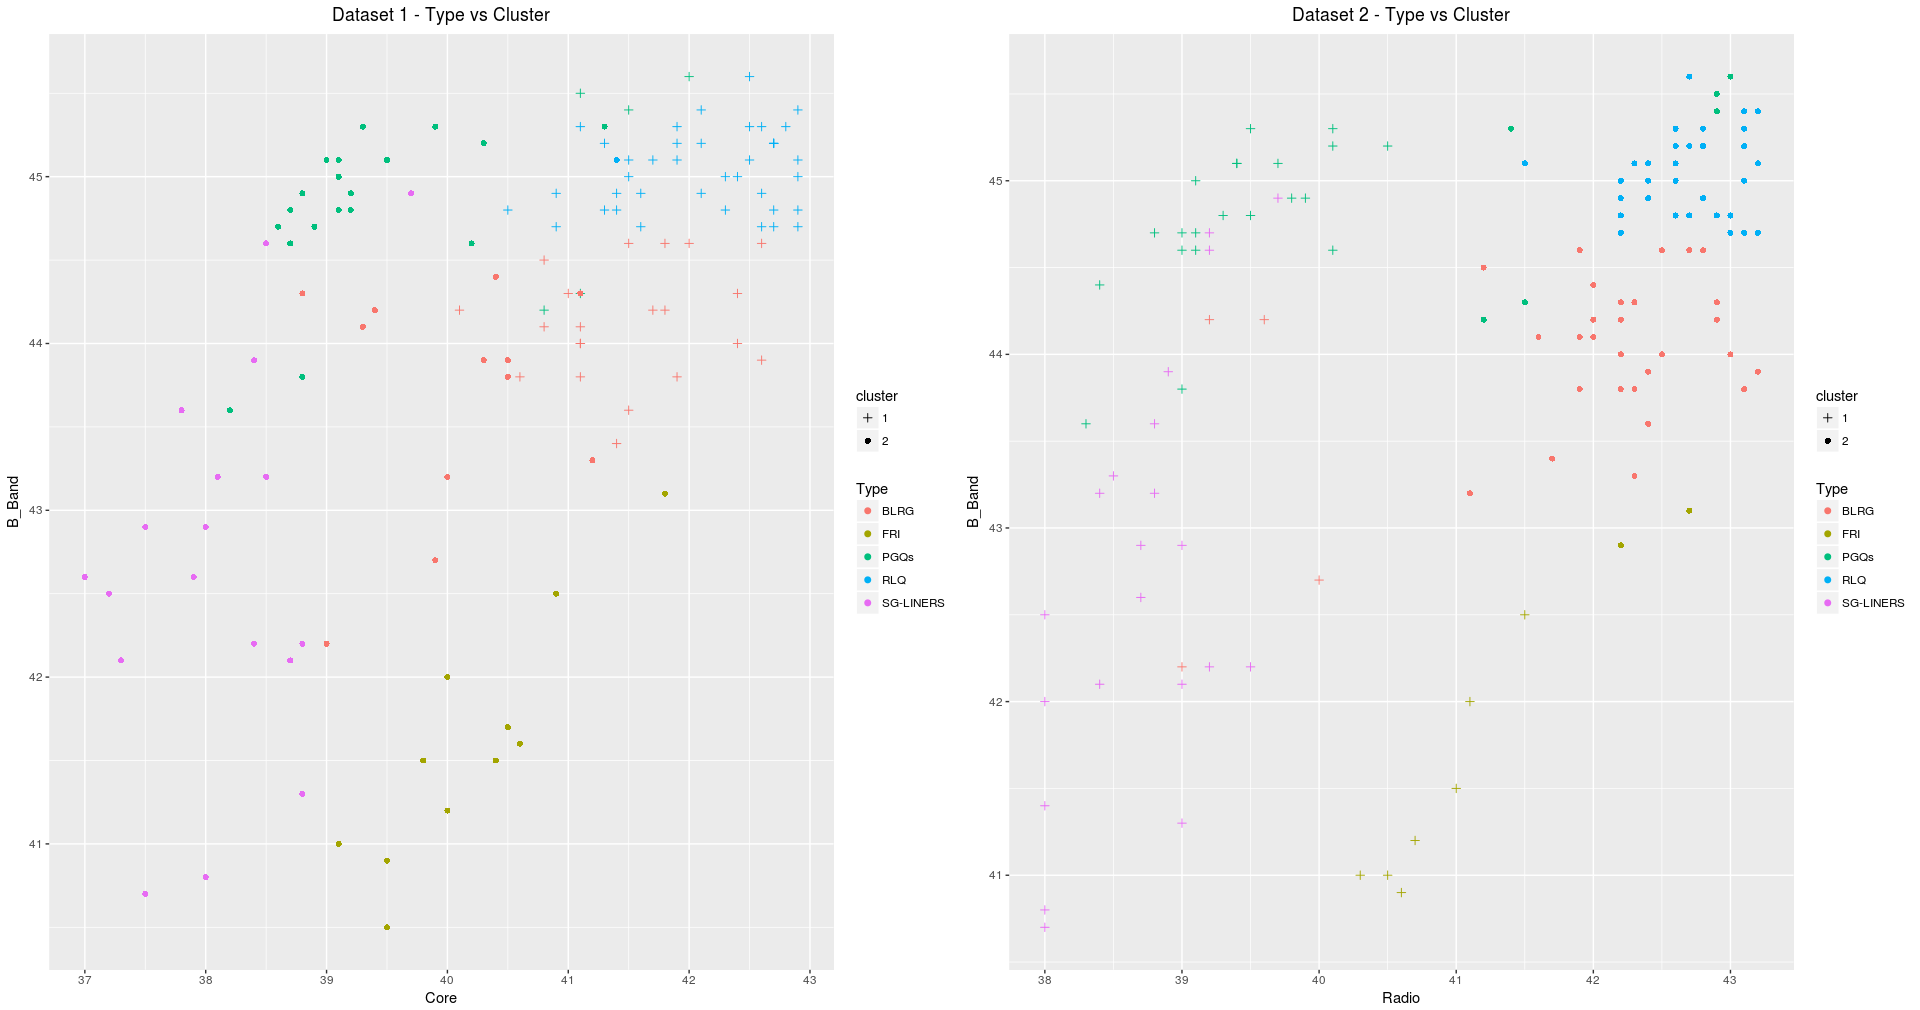 Dataset 1 - Type vs Cluster
B_Band
45
44
43
42
41
37 38 39 40 41 42 43
Core
cluster
1
2
Type
BLRG
FRI
PGQs
RLQ
SG-LINERS
Dataset 2 - Type vs Cluster
B_Band
45
44
43
42
41
38 39 40 41 42 43
Radio
cluster
1
2
Type
BLRG
FRI
PGQs
RLQ
SG-LINERS